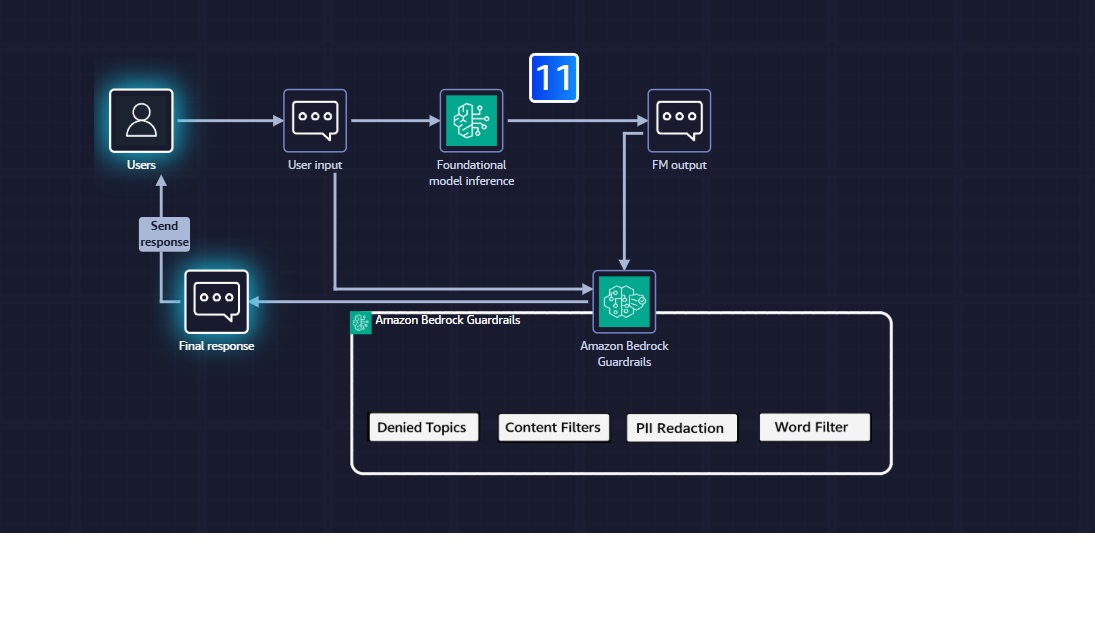 11
Users
User input
Foundational
model inference
FM output
Send
response
Final response
Amazon Bedrock Guardrails
Amazon Bedrock
Guardrails
Denied Topics
Content Filters
PII Redaction
Word Filter